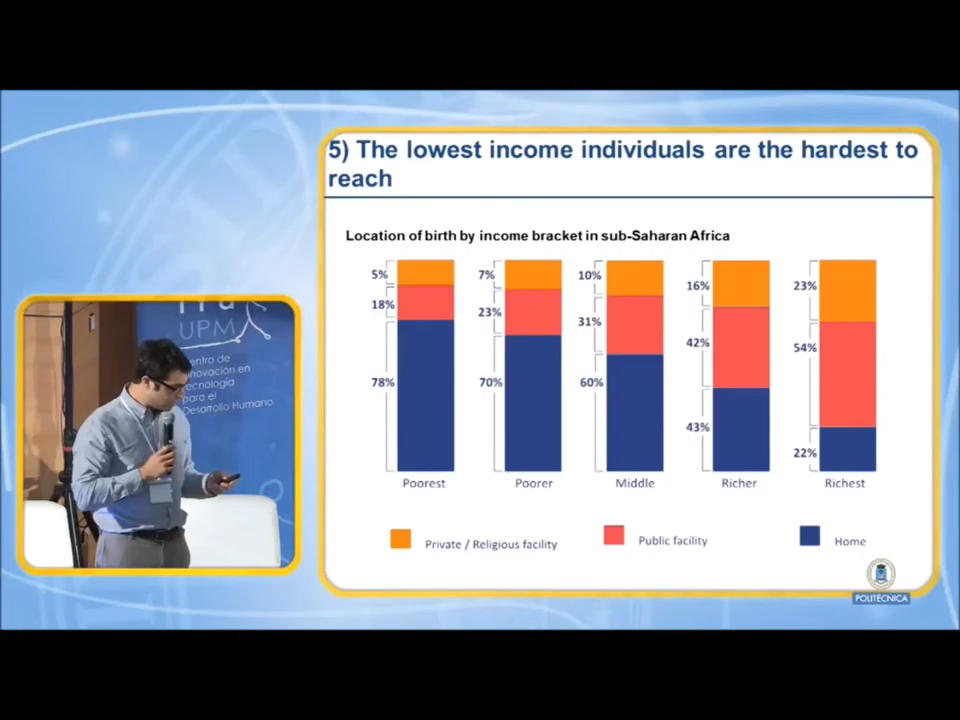 5) The lowest income individuals are the hardest to
reach
Location of birth by income bracket in sub-Saharan Africa
5%
18%
78%
7%
23%
70%
10%
31%
60%
16%
42%
43%
23%
54%
22%
Poorest
Poorer
Middle
Richer
Richest
Private / Religious facility
Public facility
Home
POLITÉCNICA
UPM
entro de
nnovación en
ecnología
para el
Desarrollo Humano